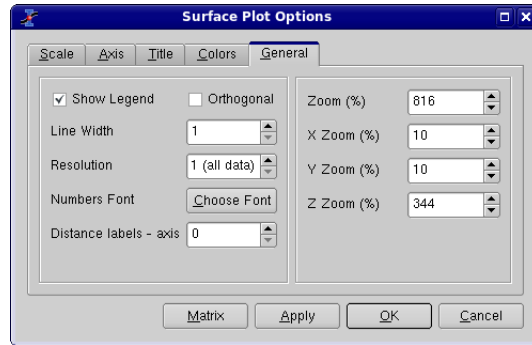 Surface Plot Options
Scale Axis Title Colors General
Show Legend Orthogonal
Line Width 1
Resolution 1 (all data)
Numbers Font Choose Font
Distance labels - axis 0
Zoom (%) 816
X Zoom (%) 10
Y Zoom (%) 10
Z Zoom (%) 344
Matrix Apply OK Cancel